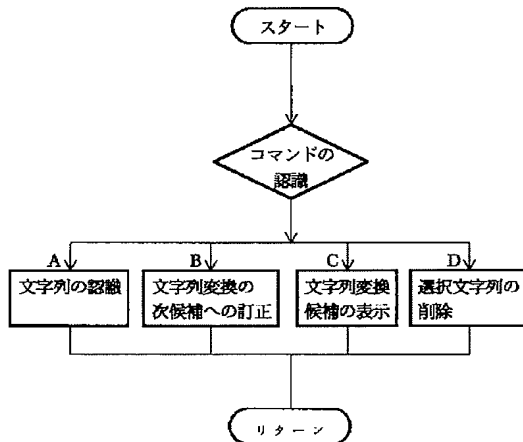 スタート
コマンドの
認識
A
文字列の認識
B
文字列変換の
次候補への訂正
C
文字列変換
候補の表示
D
選択文字列の
削除
リターン